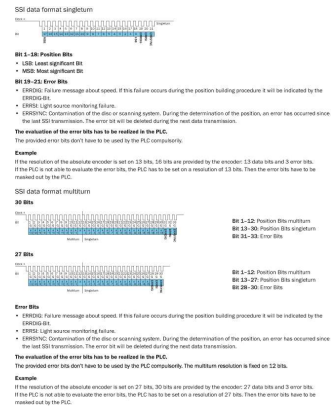 SSI data format singleturn
Bit 1–18: Position Bits
• LSB: Least significant Bit
• MSB: Most significant Bit
Bit 19–21: Error Bits
• ERRDIG: Failure message about speed. If this failure occurs during the position building procedure it will be indicated by the
ERRDIG-Bit.
• ERRSI: Light source monitoring failure.
• ERRSYNC: Contamination of the disc or scanning system. During the definition of the position, an error has occurred since
the last SSI transmission. The error bit will be deleted during the next data transmission.
The evaluation of the error bits has to be realized in the PLC.
The provided error bits don't have to be used by the PLC compulsorily.
Example
If the resolution of the absolute encoder is set on 13 bits, 16 bits are provided by the encoder: 13 data bits and 3 error bits.
If the PLC is not able to evaluate the error bits, the PLC has to be set on a resolution of 13 bits. Then the error bits have to be
masked out by the PLC.
SSI data format multiturn
30 Bits
Bit 1–12: Position Bits multiturn
Bit 13–30: Position Bits singleturn
Bit 31–33: Error Bits
Multiturn Singleturn
27 Bits
Bit 1–12: Position Bits multiturn
Bit 13–27: Position Bits singleturn
Bit 28–30: Error Bits
Multiturn Singleturn
Error Bits
• ERRDIG: Failure message about speed. If this failure occurs during the position building procedure it will be indicated by the
ERRDIG-Bit.
• ERRSI: Light source monitoring failure.
• ERRSYNC: Contamination of the disc or scanning system. During the definition of the position, an error has occurred since
the last SSI transmission. The error bit will be deleted during the next data transmission.
The evaluation of the error bits has to be realized in the PLC.
The provided error bits don't have to be used by the PLC compulsorily. The multiturn resolution is fixed on 12 bits.
Example
If the resolution of the absolute encoder is set on 27 bits, 30 bits are provided by the encoder: 27 data bits and 3 error bits.
If the PLC is not able to evaluate the error bits, the PLC has to be set on a resolution of 27 bits. Then the error bits have to be
masked out by the PLC.